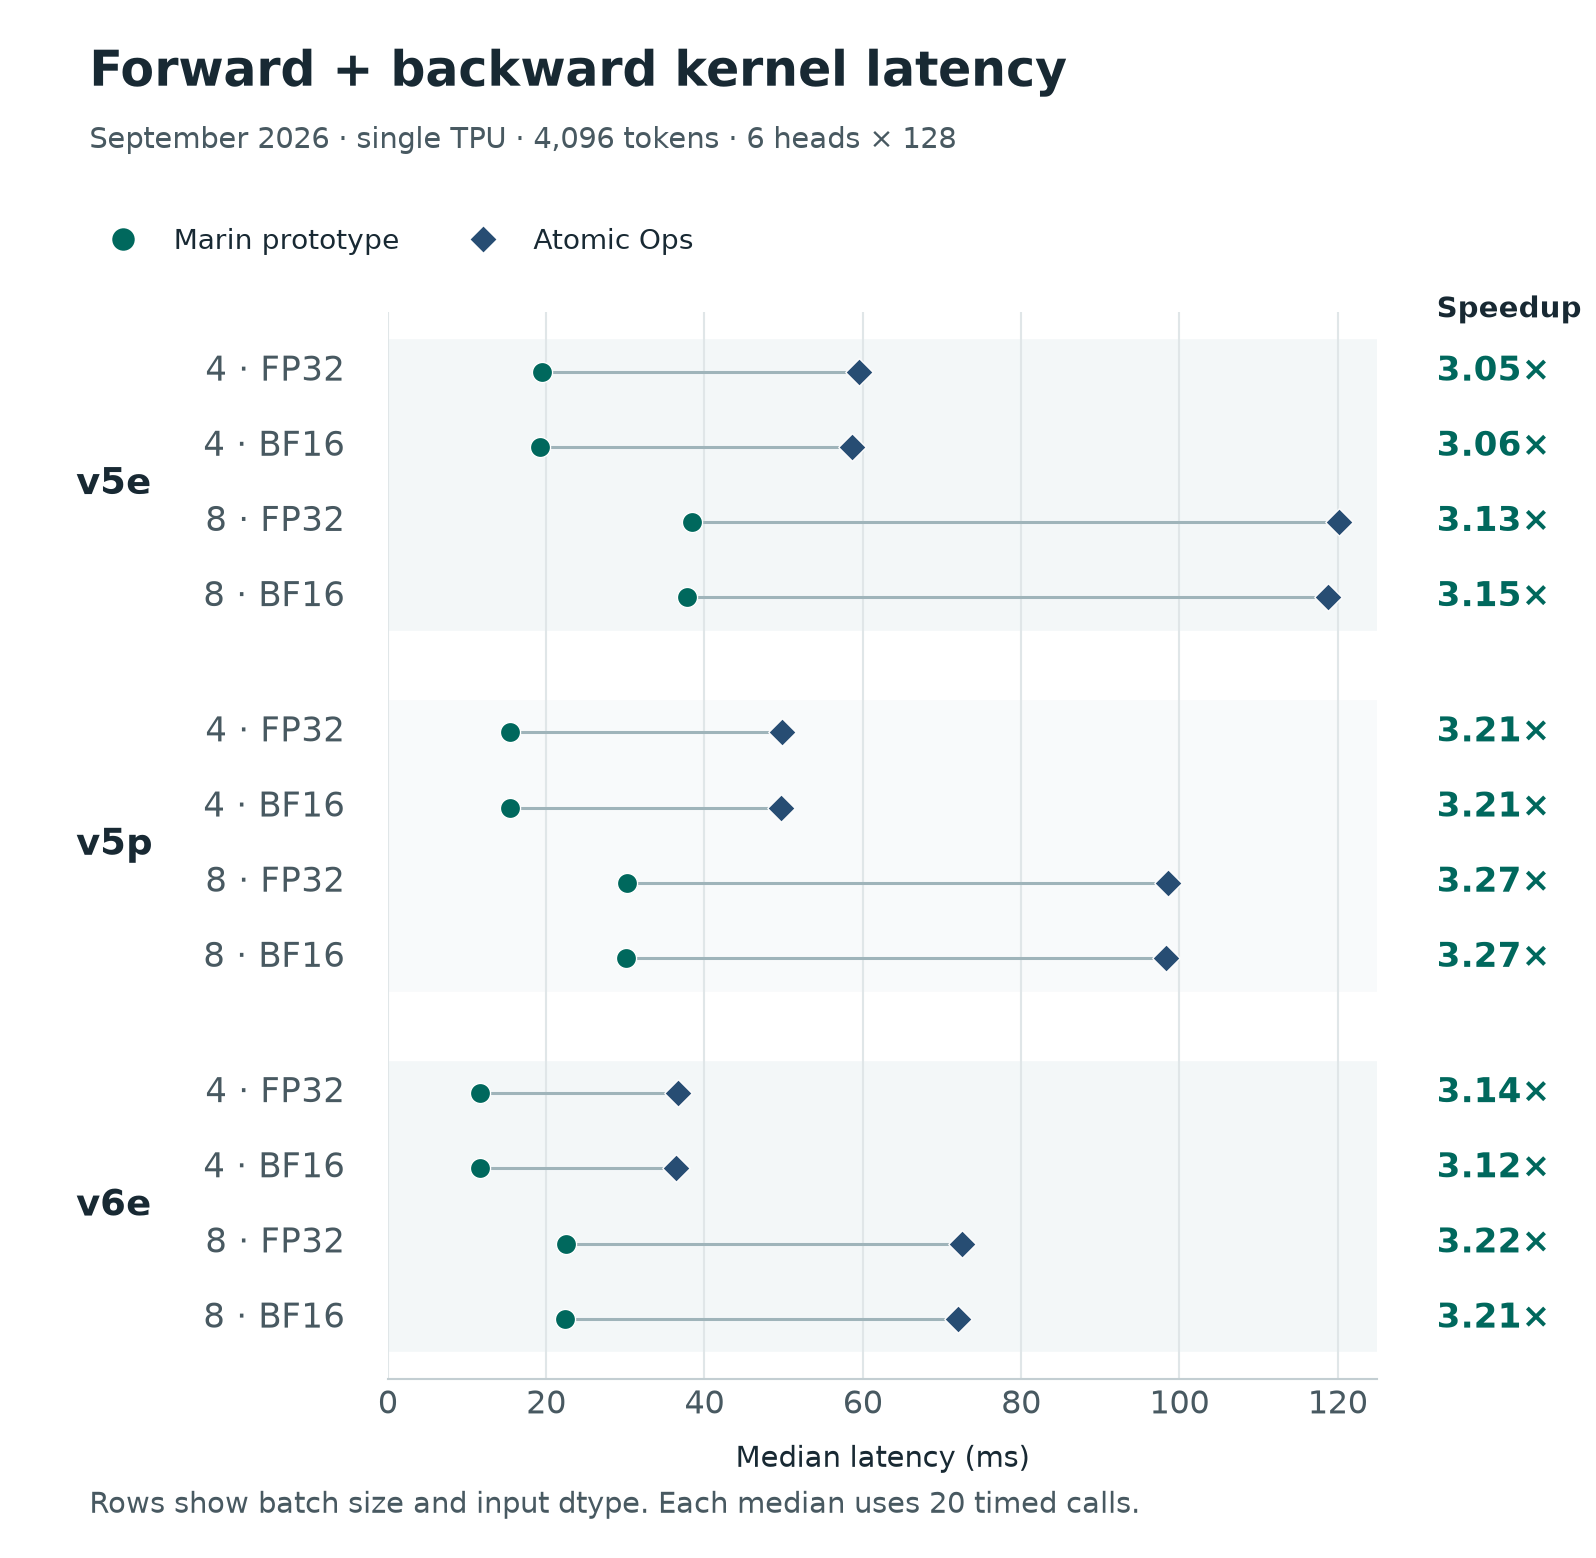 Forward + backward kernel latency
September 2026 · single TPU · 4,096 tokens · 6 heads × 128
Marin prototype
Atomic Ops
Speedup
v5e
4 · FP32 3.05×
4 · BF16 3.06×
8 · FP32 3.13×
8 · BF16 3.15×
v5p
4 · FP32 3.21×
4 · BF16 3.21×
8 · FP32 3.27×
8 · BF16 3.27×
v6e
4 · FP32 3.14×
4 · BF16 3.12×
8 · FP32 3.22×
8 · BF16 3.21×
0 20 40 60 80 100 120
Median latency (ms)
Rows show batch size and input dtype. Each median uses 20 timed calls.